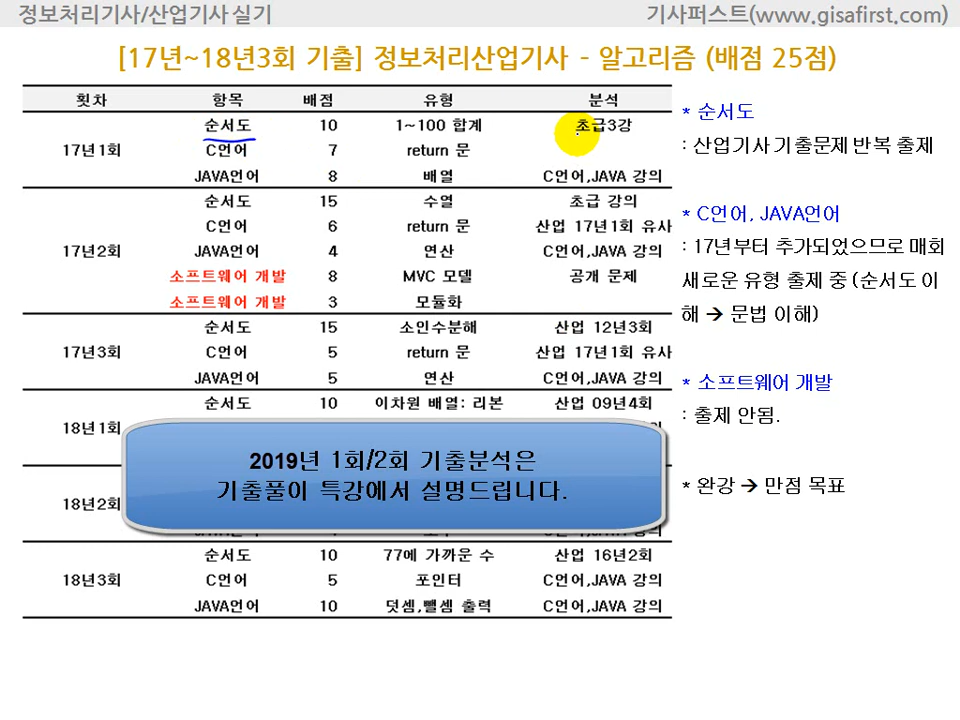 정보처리기사/산업기사 실기
기사퍼스트(www.gisafirst.com)
[17년~18년3회 기출] 정보처리산업기사 - 알고리즘 (배점 25점)
횟차 항목 배점 유형 분석
순서도 10 1~100 합계 초급3강
17년1회 C언어 7 return 문
JAVA언어 8 배열 C언어,JAVA 강의
순서도 15 수열 초급 강의
C언어 6 return 문 산업 17년1회 유사
17년2회 JAVA언어 4 연산 C언어,JAVA 강의
소프트웨어 개발 8 MVC 모델 공개 문제
소프트웨어 개발 3 모듈화
순서도 15 소인수분해 산업 12년3회
17년3회 C언어 5 return 문 산업 17년1회 유사
JAVA언어 5 연산 C언어,JAVA 강의
순서도 10 이차원 배열: 리본 산업 09년4회
18년1회
18년2회
2019년 1회/2회 기출분석은
기출풀이 특강에서 설명드립니다.
순서도 10 77에 가까운 수 산업 16년2회
18년3회 C언어 5 포인터 C언어,JAVA 강의
JAVA언어 10 덧셈,뺄셈 출력 C언어,JAVA 강의
* 순서도
: 산업기사 기출문제 반복 출제
* C언어, JAVA언어
: 17년부터 추가되었으므로 매회
새로운 유형 출제 중 (순서도 이
해 → 문법 이해)
* 소프트웨어 개발
: 출제 안됨.
* 완강 → 만점 목표